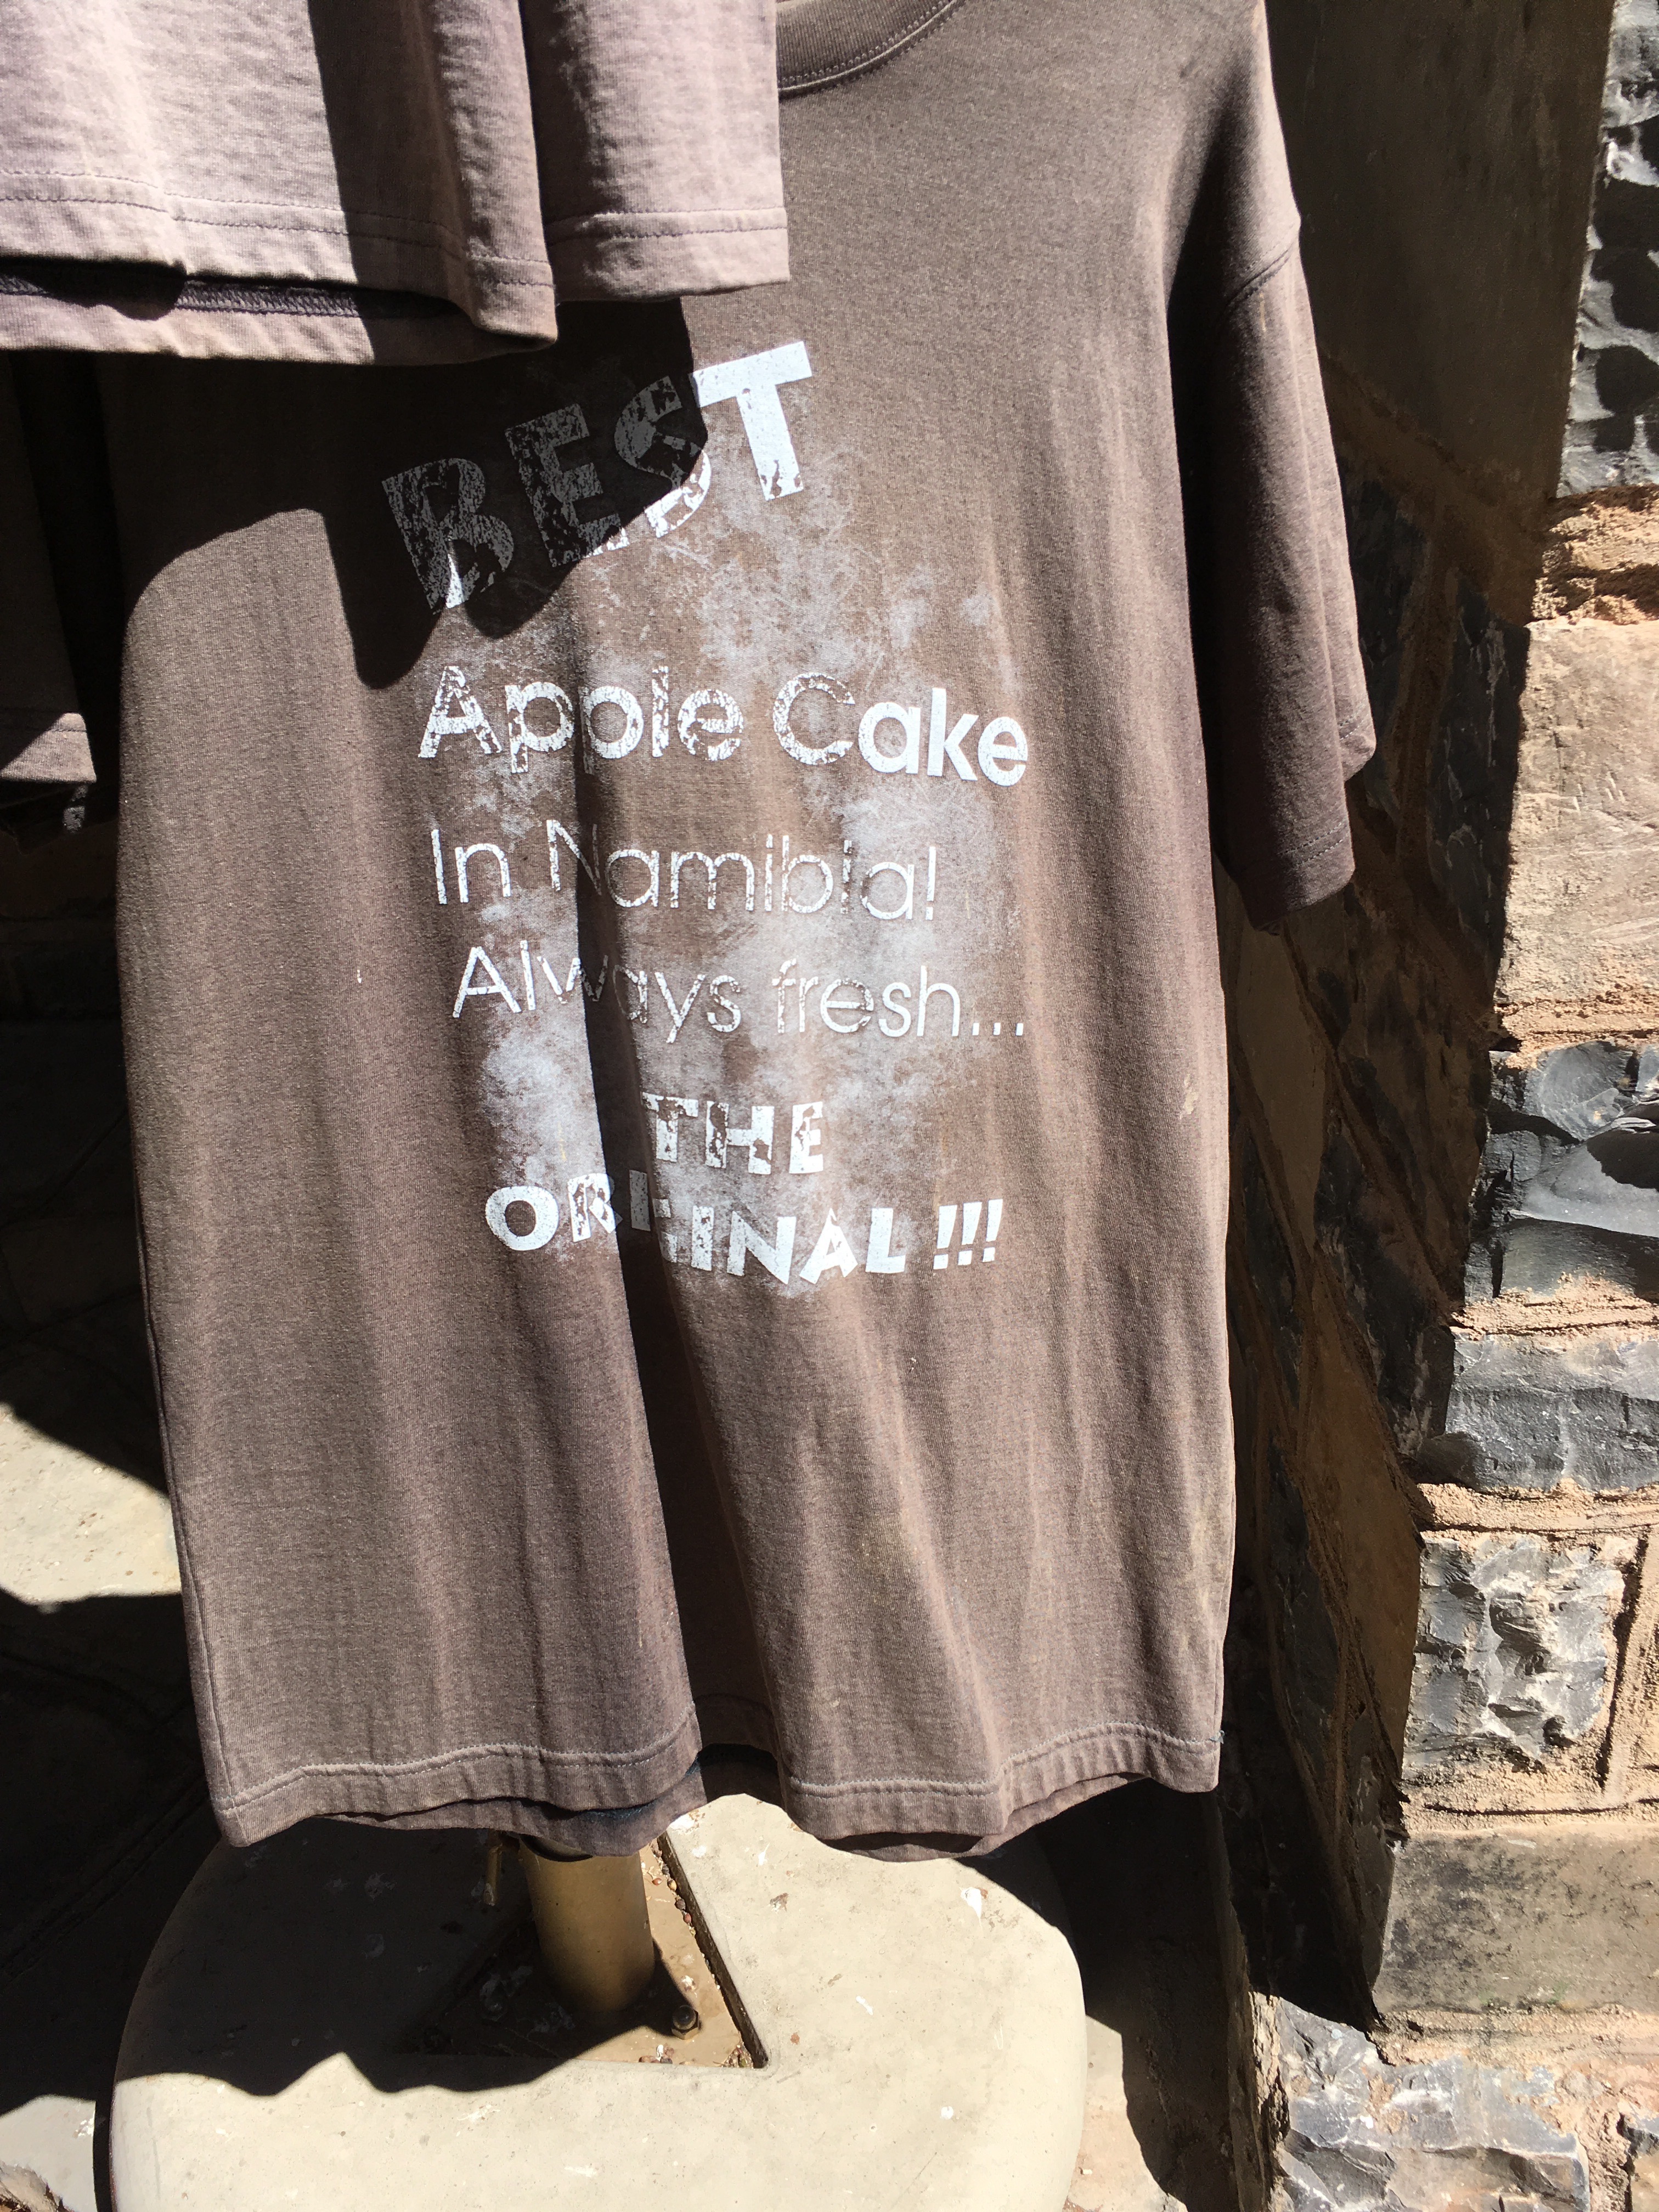 BEST
Apple Cake
In Namibia!
Always fresh...
THE
ORIGINAL !!!